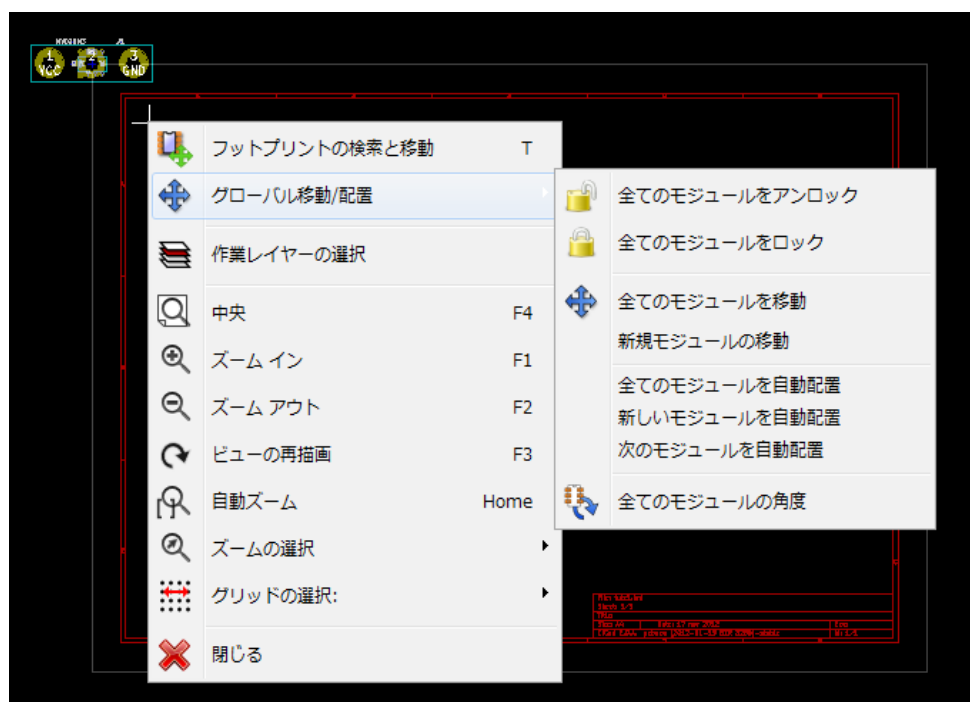 1 2 3
VCC GND
フットプリントの検索と移動 T
グローバル移動/配置
作業レイヤーの選択
中央 F4
ズーム イン F1
ズーム アウト F2
ビューの再描画 F3
自動ズーム Home
ズームの選択
グリッドの選択:
閉じる
全てのモジュールをアンロック
全てのモジュールをロック
全てのモジュールを移動
新規モジュールの移動
全てのモジュールを自動配置
新しいモジュールを自動配置
次のモジュールを自動配置
全てのモジュールの角度